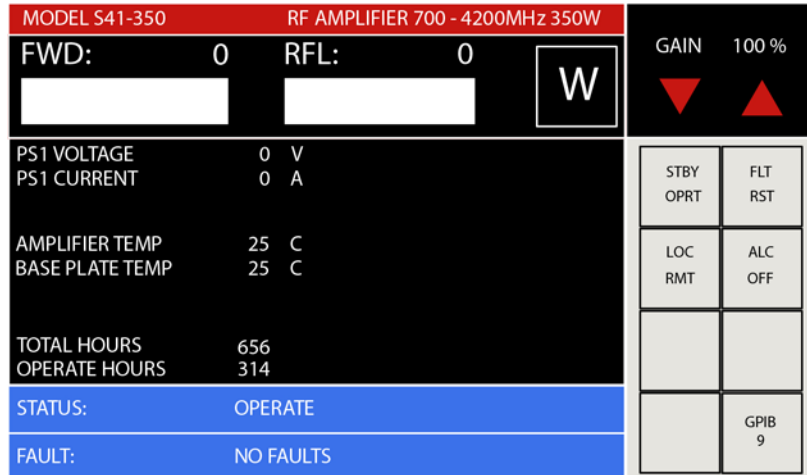 MODEL S41-350 RF AMPLIFIER 700 - 4200MHz 350W
FWD: 0 RFL: 0
W
GAIN 100 %
PS1 VOLTAGE 0 V
PS1 CURRENT 0 A
AMPLIFIER TEMP 25 C
BASE PLATE TEMP 25 C
TOTAL HOURS 656
OPERATE HOURS 314
STATUS: OPERATE
FAULT: NO FAULTS
STBY
OPRT
FLT
RST
LOC
RMT
ALC
OFF
GPIB
9